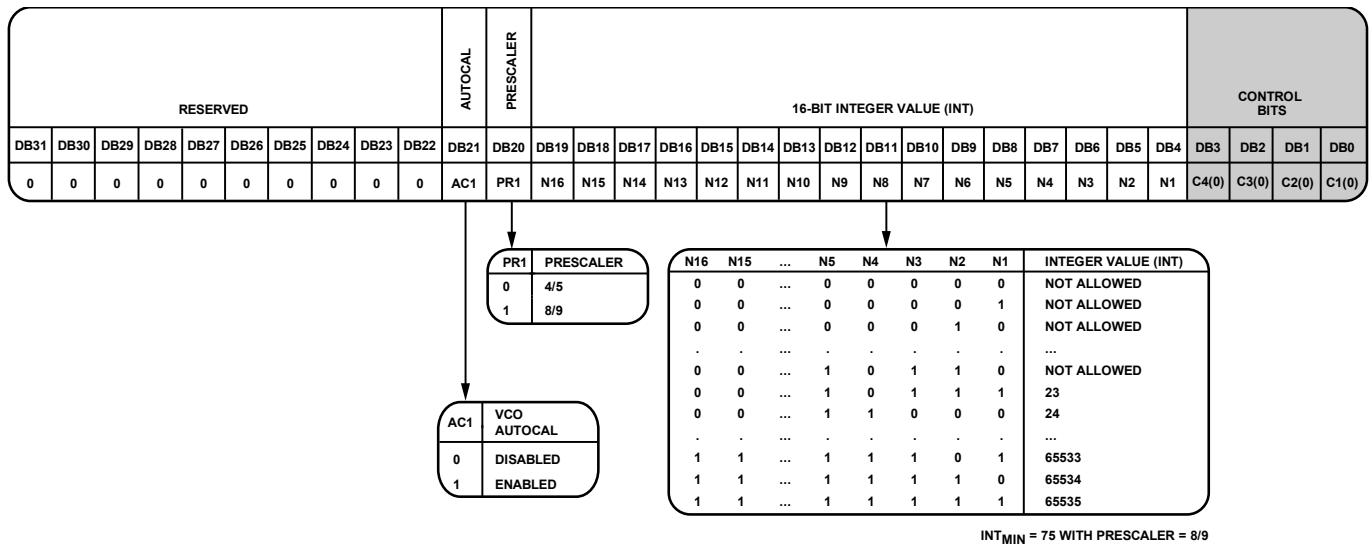 RESERVED AUTOCAL PRESCALER 16-BIT INTEGER VALUE (INT) CONTROL BITS
DB31 DB30 DB29 DB28 DB27 DB26 DB25 DB24 DB23 DB22 DB21 DB20 DB19 DB18 DB17 DB16 DB15 DB14 DB13 DB12 DB11 DB10 DB9 DB8 DB7 DB6 DB5 DB4 DB3 DB2 DB1 DB0
0 0 0 0 0 0 0 0 0 0 AC1 PR1 N16 N15 N14 N13 N12 N11 N10 N9 N8 N7 N6 N5 N4 N3 N2 N1 C4(0) C3(0) C2(0) C1(0)
PR1 PRESCALER
0 4/5
1 8/9
AC1 VCO AUTOCAL
0 DISABLED
1 ENABLED
N16 N15 ... N5 N4 N3 N2 N1 INTEGER VALUE (INT)
0 0 ... 0 0 0 0 0 NOT ALLOWED
0 0 ... 0 0 0 0 1 NOT ALLOWED
0 0 ... 0 0 0 1 0 NOT ALLOWED
. . ... . . . . . ...
0 0 ... 1 0 1 1 0 NOT ALLOWED
0 0 ... 1 0 1 1 1 23
0 0 ... 1 1 0 0 0 24
. . ... . . . . . ...
1 1 ... 1 1 1 0 1 65533
1 1 ... 1 1 1 1 0 65534
1 1 ... 1 1 1 1 1 65535
INTMIN = 75 WITH PRESCALER = 8/9